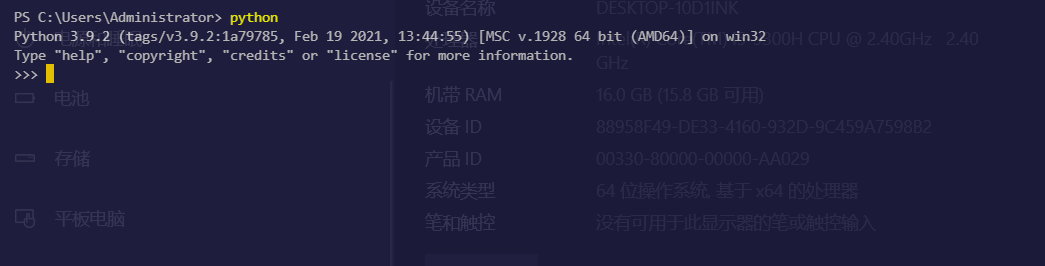 PS C:\Users\Administrator> python
Python 3.9.2 (tags/v3.9.2:1a79785, Feb 19 2021, 13:44:55) [MSC v.1928 64 bit (AMD64)] on win32
Type "help", "copyright", "credits" or "license" for more information.
>>>
设备名称 DESKTOP-10D1INK
处理器 300H CPU @ 2.40GHz 2.40
GHz
电池
机带 RAM 16.0 GB (15.8 GB 可用)
设备 ID 88958F49-DE33-4160-932D-9C459A7598B2
存储
产品 ID 00330-80000-00000-AA029
系统类型 64 位操作系统, 基于 x64 的处理器
平板电脑
笔和触控 没有可用于此显示器的笔或触控输入